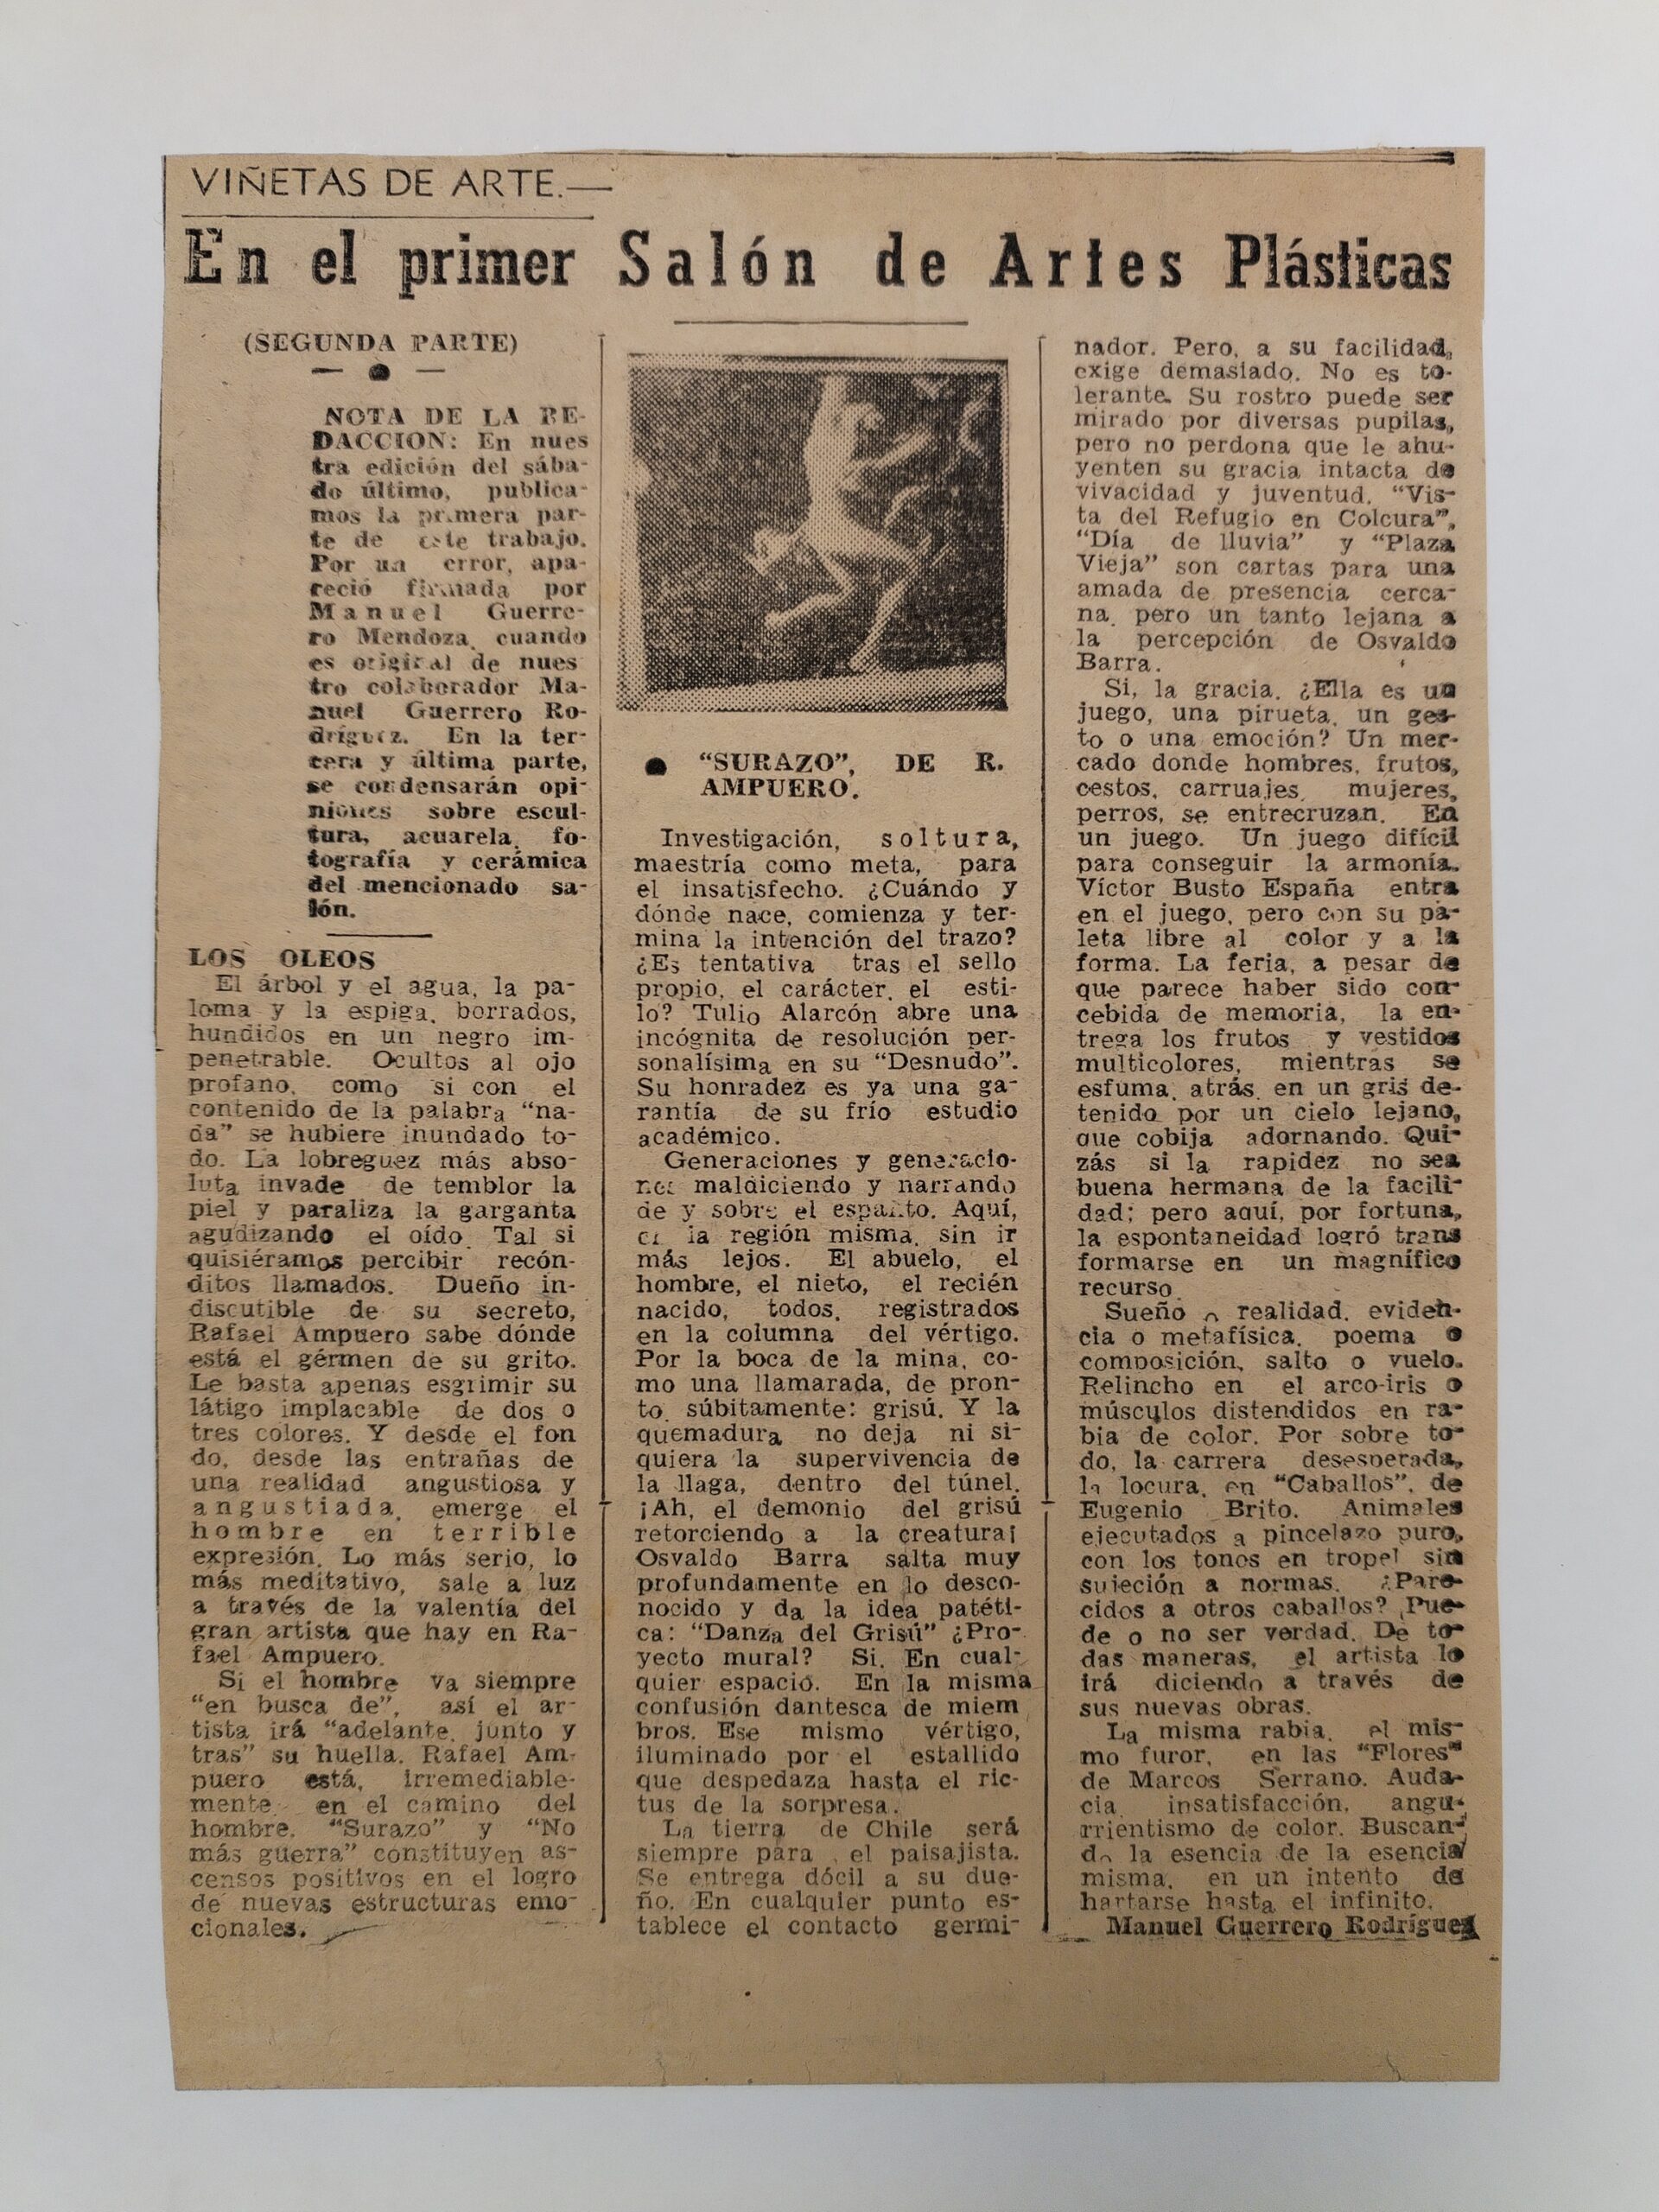 VIÑETAS DE ARTE.—
En el primer Salón de Artes Plásticas
(SEGUNDA PARTE)
NOTA DE LA RE-
DACCION: En nues
tra edición del sába-
do último, publica-
mos la primera par-
te de este trabajo.
Por un error, apa-
reció firmada por
Manuel Guerre-
ro Mendoza, cuando
es original de nues
tro colaborador Ma-
nuel Guerrero Ro-
dríguez. En la ter-
cera y última parte,
se condensarán opi-
niones sobre escul-
tura, acuarela, fo-
tografía y cerámica
del mencionado sa-
lón.
LOS OLEOS
El árbol y el agua, la pa-
loma y la espiga, borrados,
hundidos en un negro im-
penetrable. Ocultos al ojo
profano, como si con el
contenido de la palabra “na-
da” se hubiere inundado to-
do. La lobreguez más abso-
luta invade de temblor la
piel y paraliza la garganta
agudizando el oído. Tal si
quisiéramos percibir recón-
ditos llamados. Dueño in-
discutible de su secreto,
Rafael Ampuero sabe dónde
está el gérmen de su grito.
Le basta apenas esgrimir su
látigo implacable de dos o
tres colores. Y desde el fon
do, desde las entrañas de
una realidad angustiosa y
angustiada, emerge el
hombre en terrible
expresión. Lo más serio, lo
más meditativo, sale a luz
a través de la valentía del
gran artista que hay en Ra-
fael Ampuero.
Si el hombre va siempre
“en busca de”, así el ar-
tista irá “adelante, junto y
tras” su huella. Rafael Am-
puero está, irremediable-
mente, en el camino del
hombre. “Surazo” y “No
más guerra” constituyen as-
censos positivos en el logro
de nuevas estructuras emo-
cionales.
● “SURAZO”, DE R.
AMPUERO.
Investigación, soltura,
maestría como meta, para
el insatisfecho. ¿Cuándo y
dónde nace, comienza y ter-
mina la intención del trazo?
¿Es tentativa tras el sello
propio, el carácter, el esti-
lo? Tulio Alarcón abre una
incógnita de resolución per-
sonalísima en su “Desnudo”.
Su honradez es ya una ga-
rantía de su frío estudio
académico.
Generaciones y generacio-
nes maldiciendo y narrando
de y sobre el espanto. Aquí,
en la región misma, sin ir
más lejos. El abuelo, el
hombre, el nieto, el recién
nacido, todos, registrados
en la columna del vértigo.
Por la boca de la mina, co-
mo una llamarada, de pron-
to, súbitamente: grisú. Y la
quemadura no deja ni si-
quiera la supervivencia de
la llaga, dentro del túnel.
¡Ah, el demonio del grisú
retorciendo a la creatura¡
Osvaldo Barra salta muy
profundamente en lo desco-
nocido y da la idea patéti-
ca: “Danza del Grisú” ¿Pro-
yecto mural? Si. En cual-
quier espacio. En la misma
confusión dantesca de miem
bros. Ese mismo vértigo,
iluminado por el estallido
que despedaza hasta el ric-
tus de la sorpresa.
La tierra de Chile será
siempre para el paisajista.
Se entrega dócil a su due-
ño. En cualquier punto es-
tablece el contacto germi-
nador. Pero, a su facilidad,
exige demasiado. No es to-
lerante. Su rostro puede ser
mirado por diversas pupilas,
pero no perdona que le ahu-
yenten su gracia intacta de
vivacidad y juventud. “Vis-
ta del Refugio en Colcura”,
“Día de lluvia” y “Plaza
Vieja” son cartas para una
amada de presencia cerca-
na, pero un tanto lejana a
la percepción de Osvaldo
Barra.
Si, la gracia. ¿Ella es un
juego, una pirueta, un ges-
to o una emoción? Un mer-
cado donde hombres, frutos,
cestos, carruajes, mujeres,
perros, se entrecruzan. En
un juego. Un juego difícil
para conseguir la armonía.
Víctor Busto España entra
en el juego, pero con su pa-
leta libre al color y a la
forma. La feria, a pesar de
que parece haber sido con-
cebida de memoria, la en-
trega los frutos y vestidos
multicolores, mientras se
esfuma, atrás, en un gris de-
tenido por un cielo lejano,
que cobija adornando. Qui-
zás si la rapidez no sea
buena hermana de la facili-
dad; pero aquí, por fortuna,
la espontaneidad logró trans
formarse en un magnífico
recurso.
Sueño o realidad, eviden-
cia o metafísica, poema o
composición, salto o vuelo.
Relincho en el arco-iris o
músculos distendidos en ra-
bia de color. Por sobre to-
do, la carrera desesperada,
la locura, en “Caballos”, de
Eugenio Brito. Animales
ejecutados a pincelazo puro,
con los tonos en tropel sin
sujeción a normas. ¿Pare-
cidos a otros caballos? Pue-
de o no ser verdad. De to-
das maneras, el artista lo
irá diciendo a través de
sus nuevas obras.
La misma rabia, el mis-
mo furor, en las “Flores”
de Marcos Serrano. Auda-
cia, insatisfacción, angu-
rrientismo de color. Buscan-
do la esencia de la esencia
misma, en un intento de
hartarse hasta el infinito.
Manuel Guerrero Rodríguez